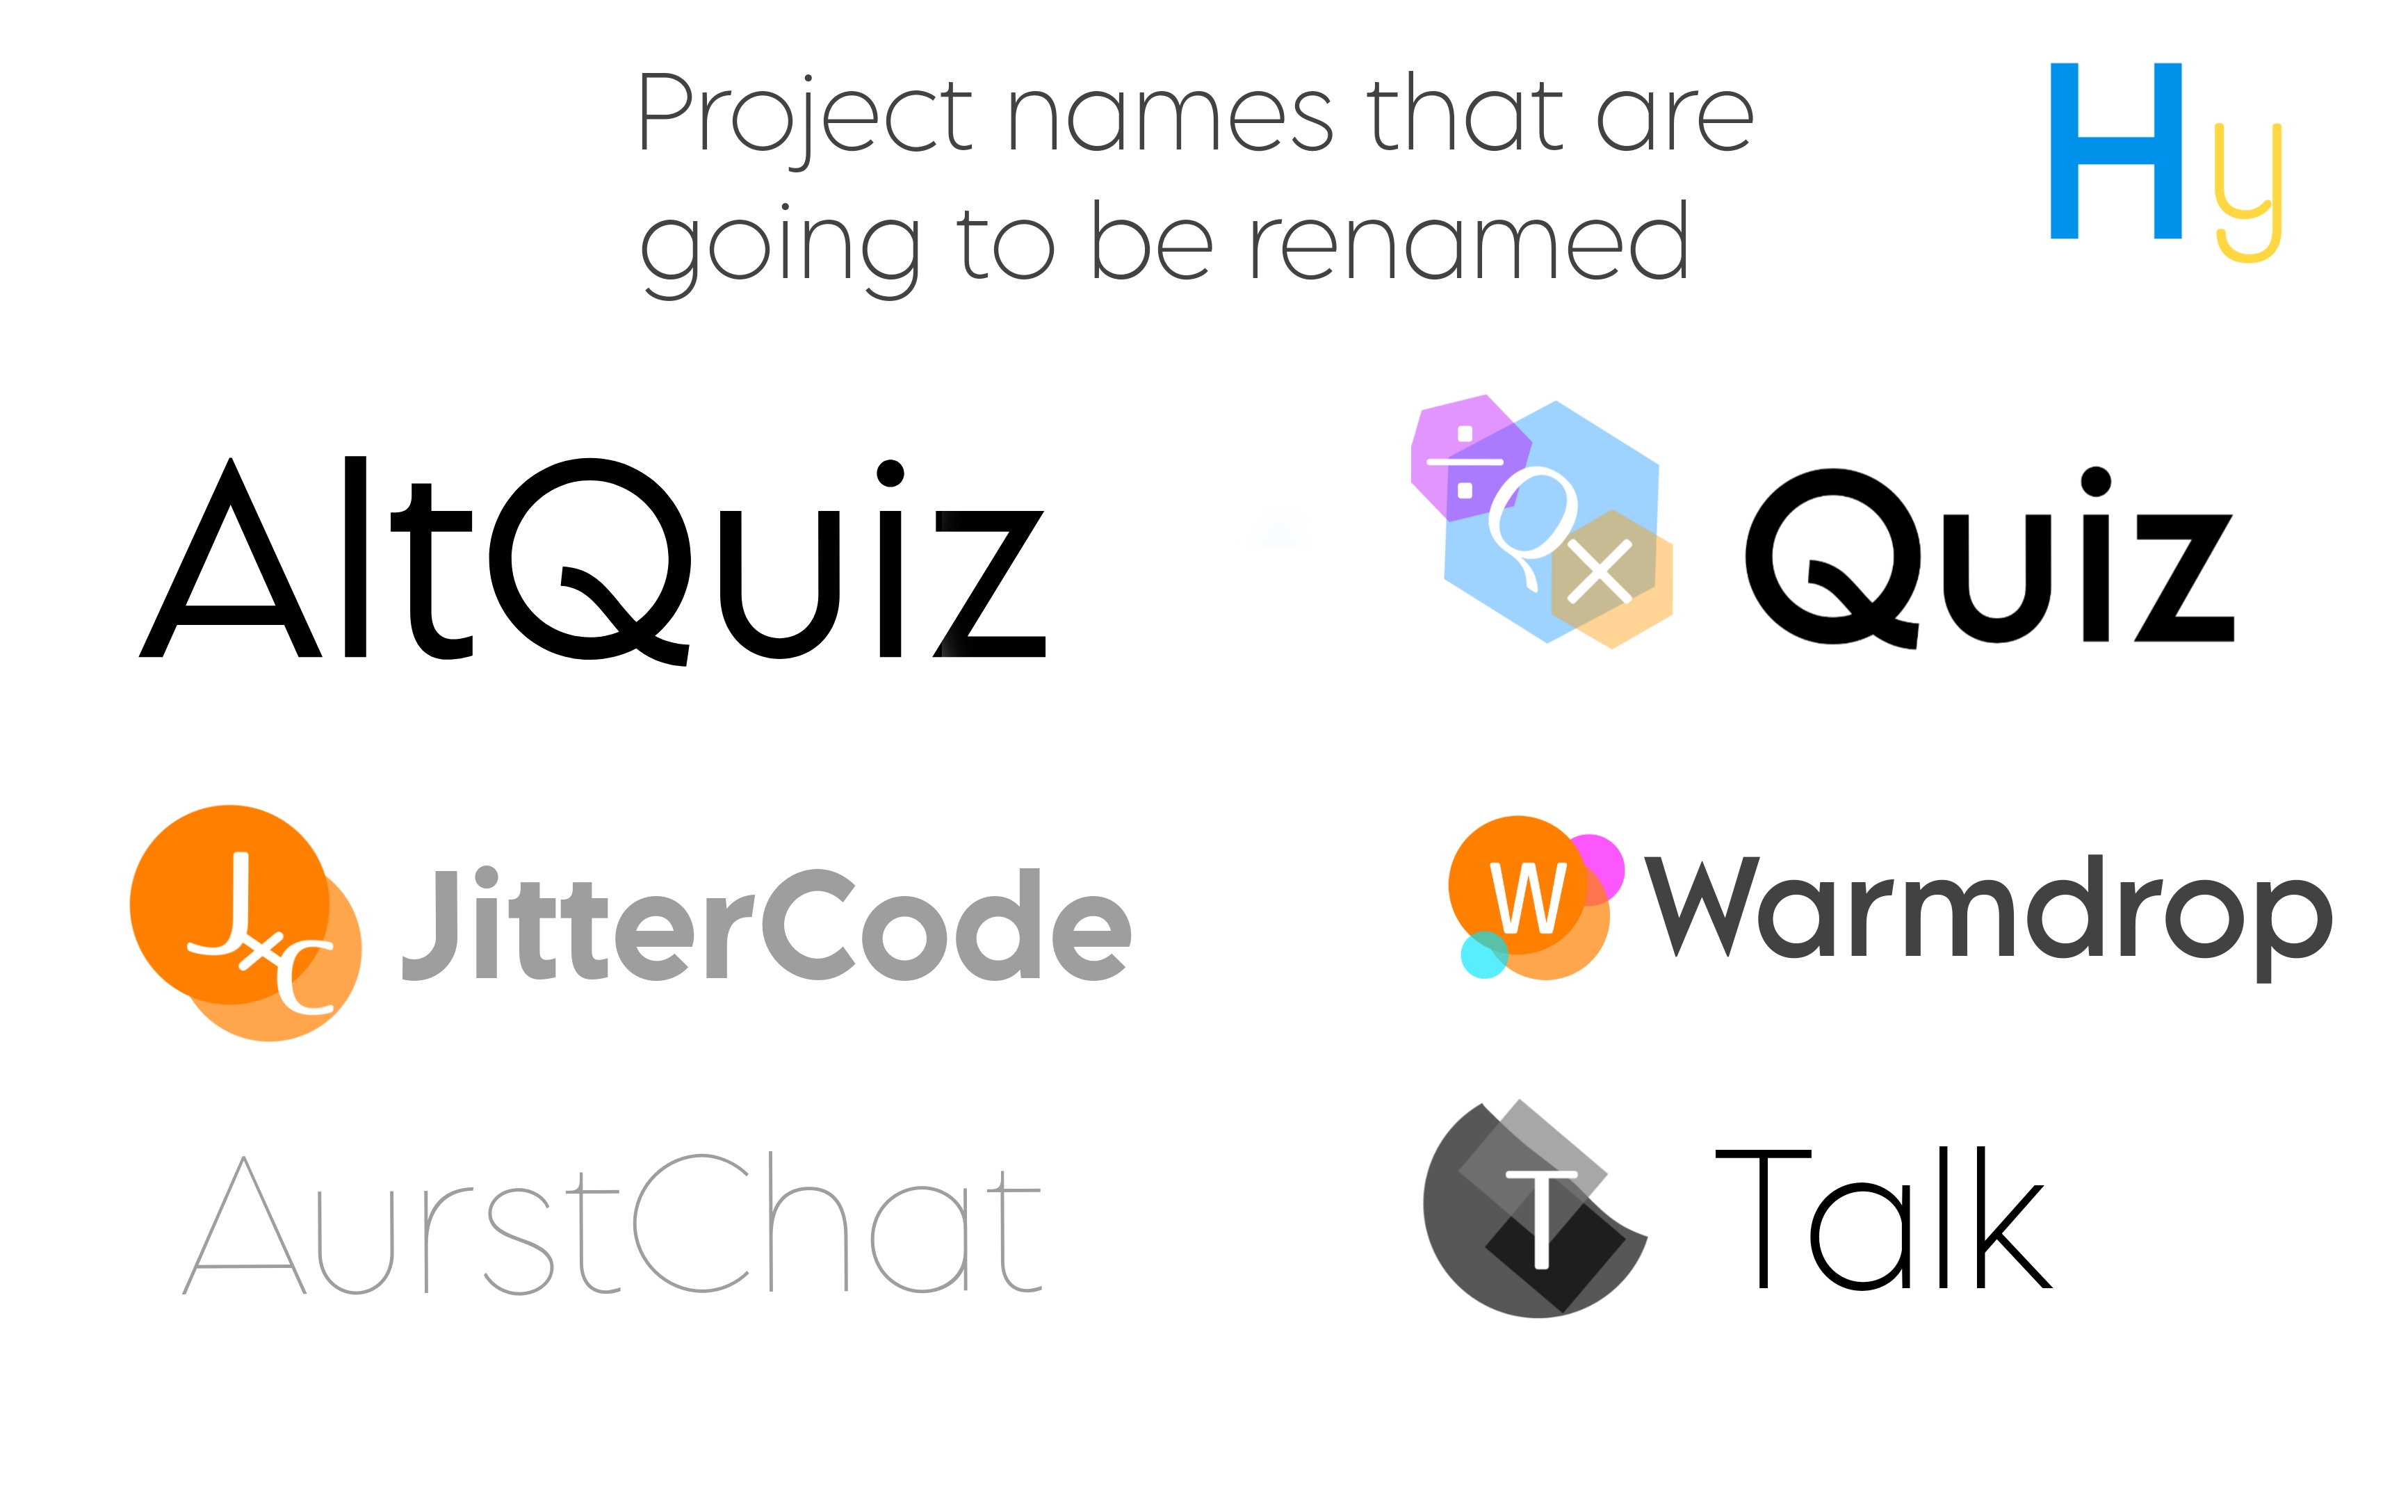 Project names that are
going to be renamed
Hy
AltQuiz
÷ Q ×
Quiz
J × C
JitterCode
W
Warmdrop
AurstChat
T
Talk